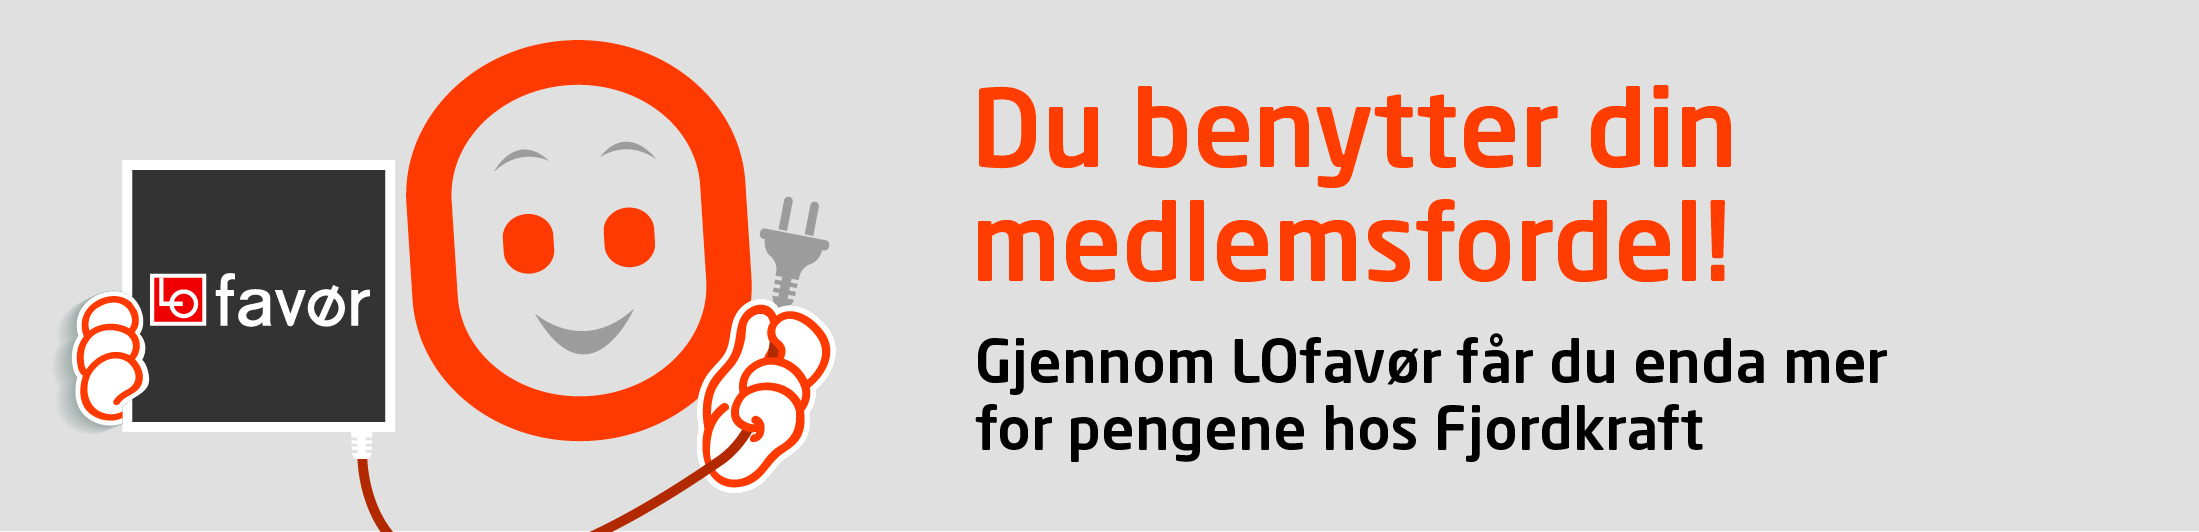 LO favør
Du benytter din
medlemsfordel!
Gjennom LOfavør får du enda mer
for pengene hos Fjordkraft